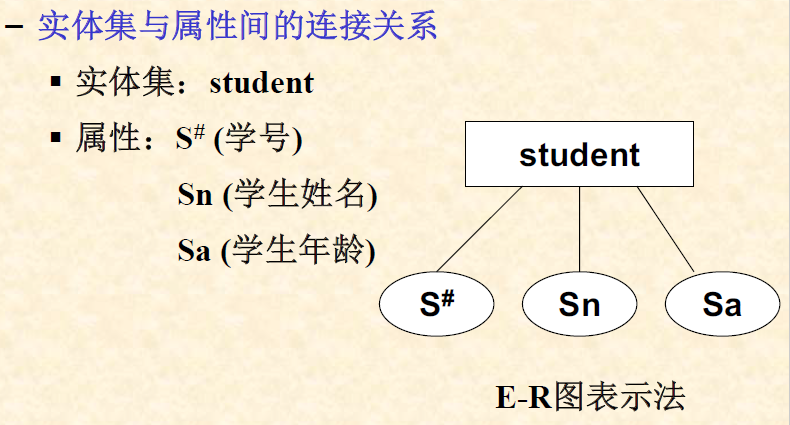 – 实体集与属性间的连接关系
▪ 实体集：student
▪ 属性：S# (学号)
Sn (学生姓名)
Sa (学生年龄)
student
S# Sn Sa
E-R图表示法